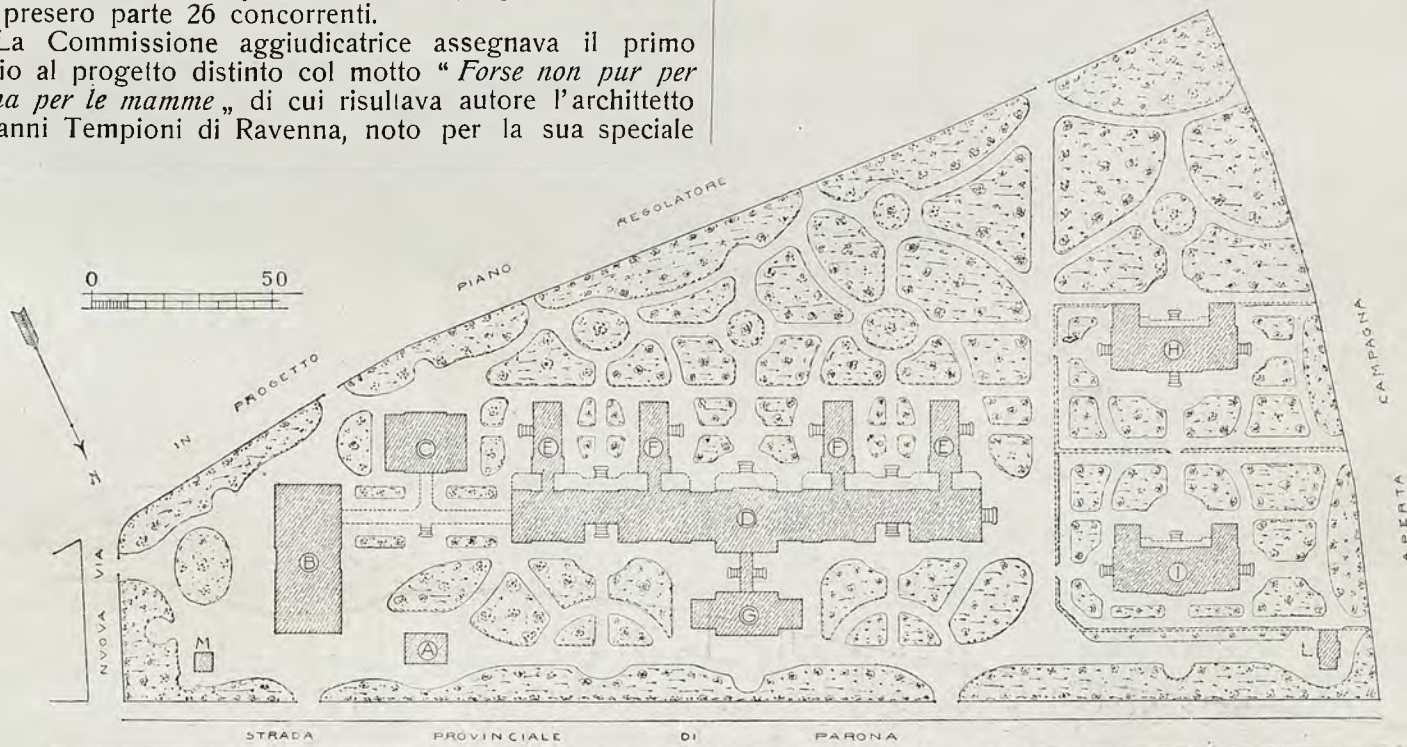 presero parte 26 concorrenti.
La Commissione aggiudicatrice assegnava il primo
io al progetto distinto col motto “ Forse non pur per
a per le mamme „ di cui risultava autore l’architetto
anni Tempioni di Ravenna, noto per la sua speciale
0 50
NUOVA VIA IN PROGETTO PIANO REGOLATORE
CAMPAGNA APERTA
N
H
C
E F F E
D
B
I
G
A
M
L
STRADA PROVINCIALE DI PARONA